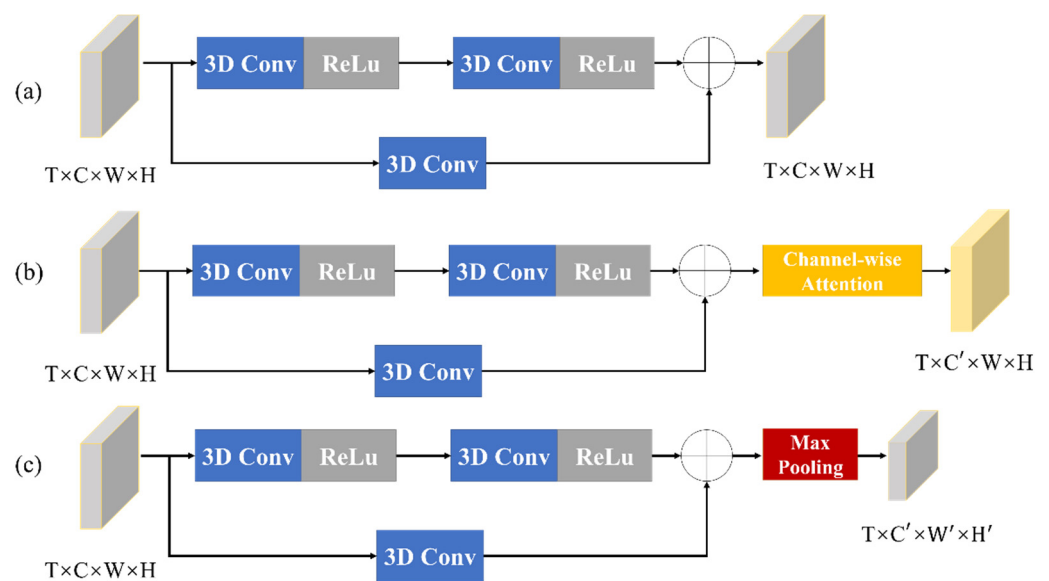 3D Conv ReLu 3D Conv ReLu
(a)
3D Conv
T×C×W×H T×C×W×H
(b) 3D Conv ReLu 3D Conv ReLu Channel-wise
Attention
3D Conv
T×C×W×H T×C′×W×H
(c) 3D Conv ReLu 3D Conv ReLu Max
Pooling
3D Conv
T×C×W×H T×C′×W′×H′